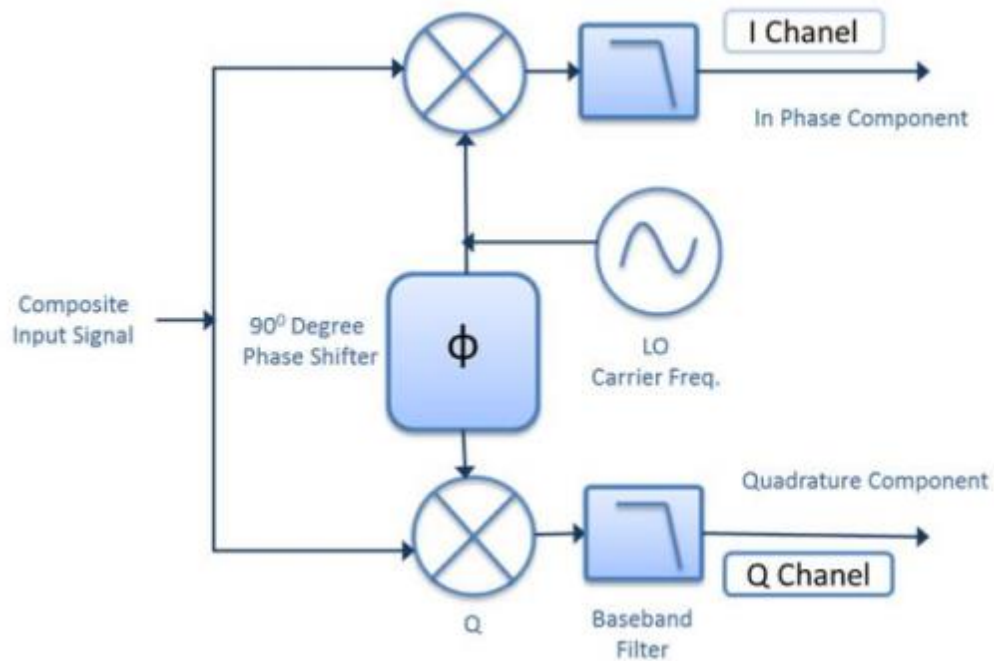 I Chanel
In Phase Component
Composite
Input Signal
90⁰ Degree
Phase Shifter
ϕ
LO
Carrier Freq.
Quadrature Component
Q Chanel
Q
Baseband
Filter